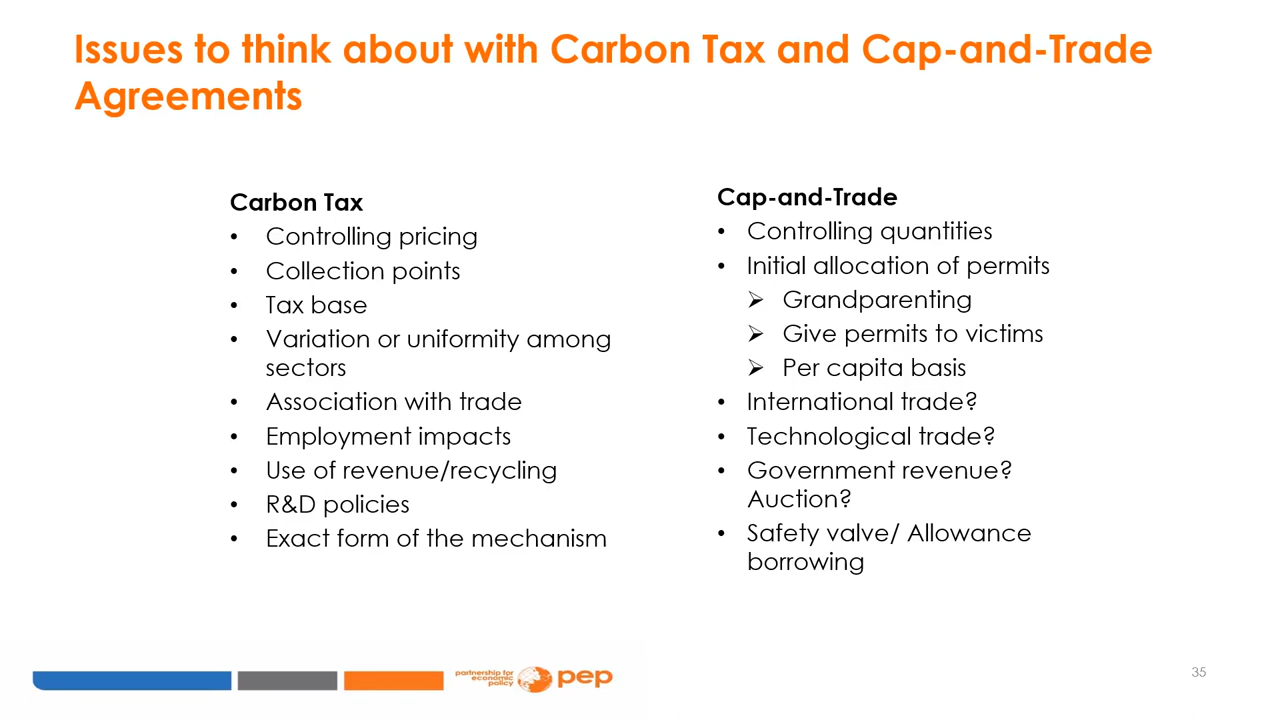 Issues to think about with Carbon Tax and Cap-and-Trade
Agreements
Carbon Tax
• Controlling pricing
• Collection points
• Tax base
• Variation or uniformity among
sectors
• Association with trade
• Employment impacts
• Use of revenue/recycling
• R&D policies
• Exact form of the mechanism
Cap-and-Trade
• Controlling quantities
• Initial allocation of permits
➢ Grandparenting
➢ Give permits to victims
➢ Per capita basis
• International trade?
• Technological trade?
• Government revenue?
Auction?
• Safety valve/ Allowance
borrowing
partnership for
economic
policy
pep
35